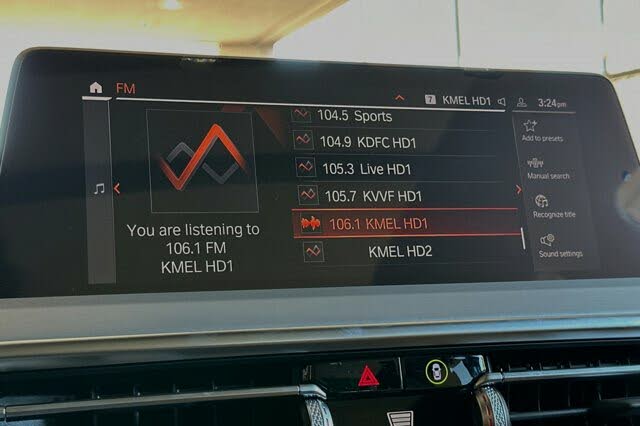 FM
7 KMEL HD1
3:24pm
You are listening to
106.1 FM
KMEL HD1
104.5 Sports
104.9 KDFC HD1
105.3 Live HD1
105.7 KVVF HD1
106.1 KMEL HD1
KMEL HD2
Add to presets
Manual search
Recognize title
Sound settings